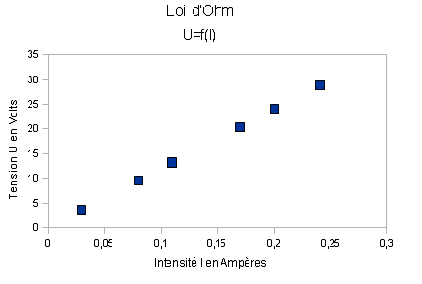 Loi d'Ohm
U=f(I)
Tension U en Volts
35
30
25
20
15
10
5
0
0 0,05 0,1 0,15 0,2 0,25 0,3
Intensité I en Ampères